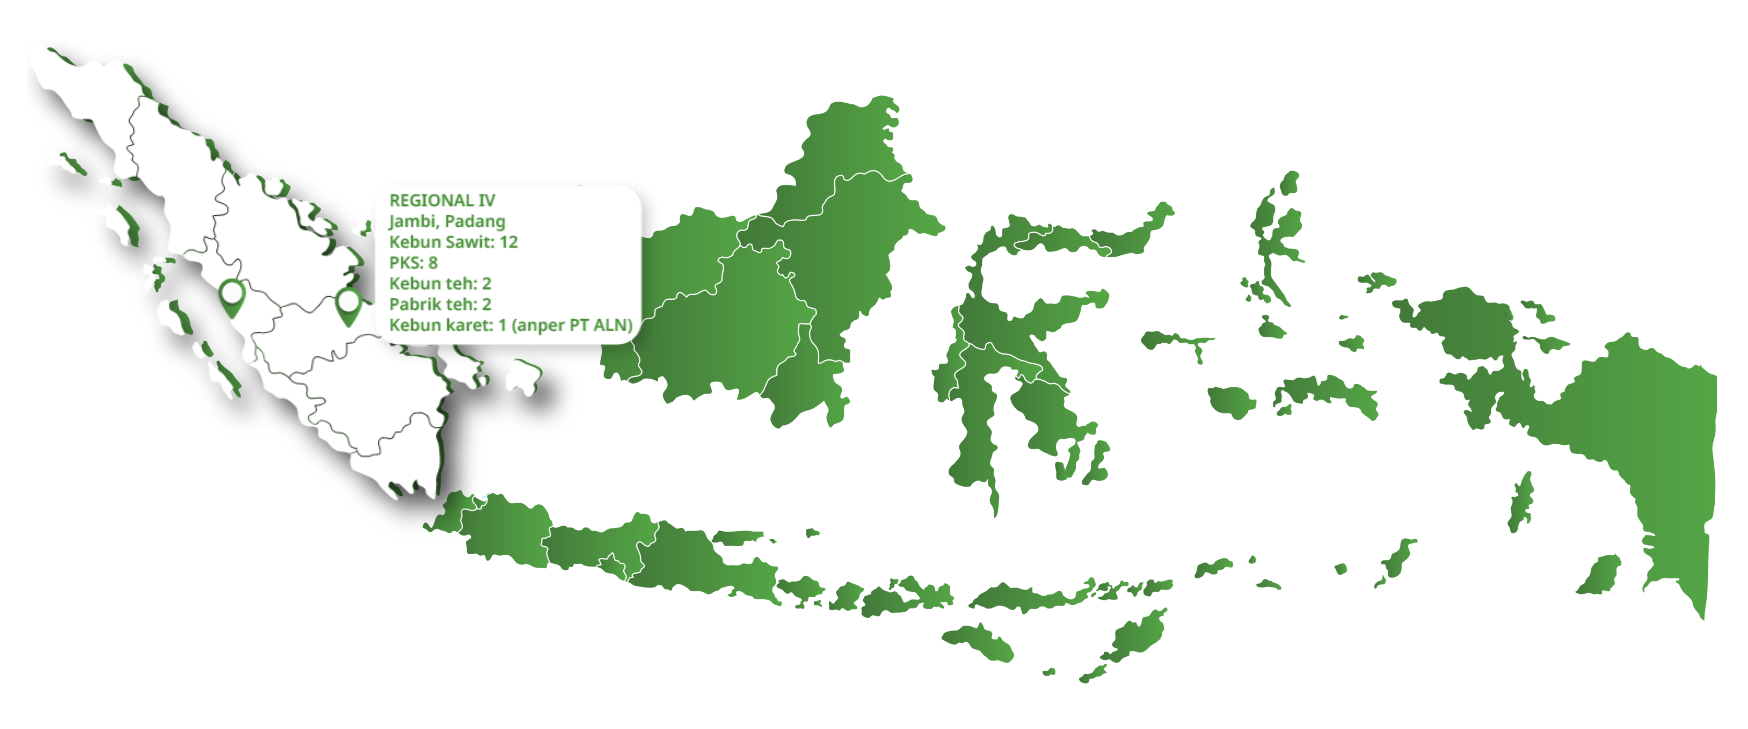 REGIONAL IV
Jambi, Padang
Kebun Sawit: 12
PKS: 8
Kebun teh: 2
Pabrik teh: 2
Kebun karet: 1 (anper PT ALN)